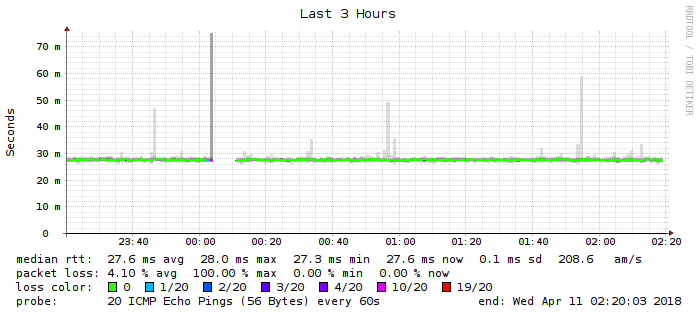 Last 3 Hours
RRDTOOL / TOBI OETIKER
Seconds
70 m
60 m
50 m
40 m
30 m
20 m
10 m
0
23:40 00:00 00:20 00:40 01:00 01:20 01:40 02:00 02:20
median rtt: 27.6 ms avg 28.0 ms max 27.3 ms min 27.6 ms now 0.1 ms sd 208.6 am/s
packet loss: 4.10 % avg 100.00 % max 0.00 % min 0.00 % now
loss color: 0 1/20 2/20 3/20 4/20 10/20 19/20
probe: 20 ICMP Echo Pings (56 Bytes) every 60s end: Wed Apr 11 02:20:03 2018